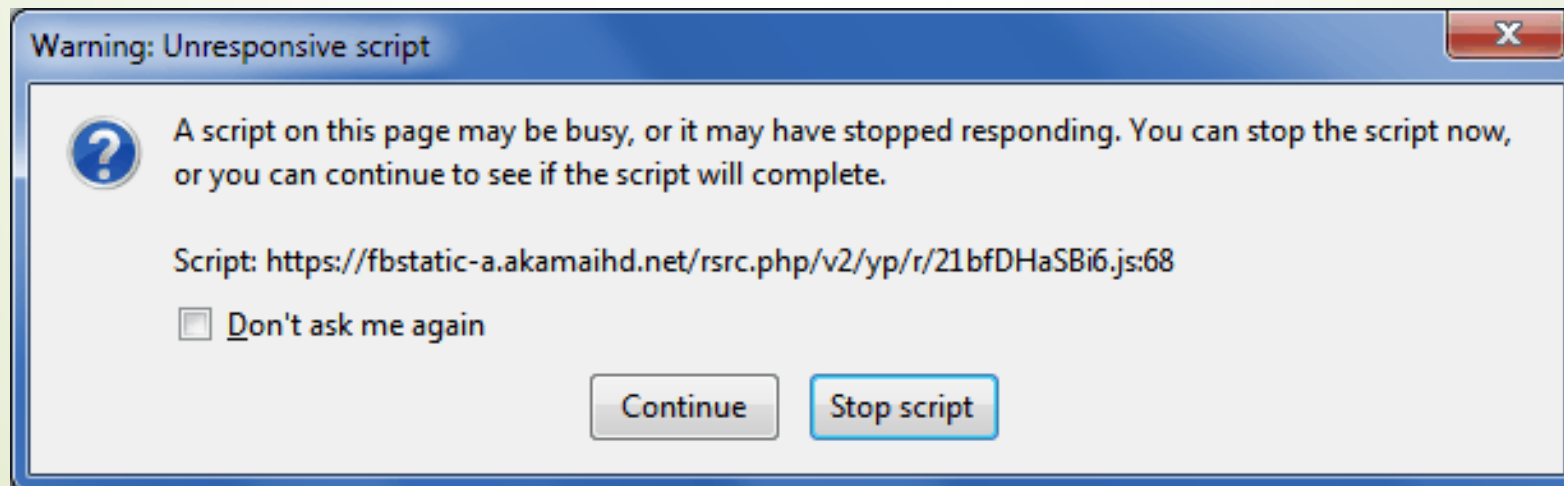 Warning: Unresponsive script
A script on this page may be busy, or it may have stopped responding. You can stop the script now,
or you can continue to see if the script will complete.
Script: https://fbstatic-a.akamaihd.net/rsrc.php/v2/yp/r/21bfDHaSBi6.js:68
Don't ask me again
Continue
Stop script